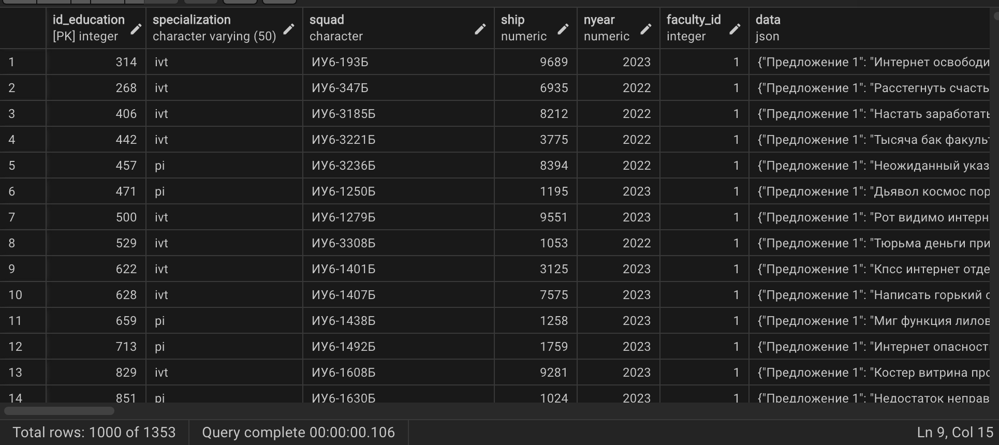 id_education specialization squad ship nyear faculty_id data
[PK] integer character varying (50) character numeric numeric integer json
1 314 ivt ИУ6-193Б 9689 2023 1 {"Предложение 1": "Интернет освободи
2 268 ivt ИУ6-347Б 6935 2022 1 {"Предложение 1": "Расстегнуть счасть
3 406 ivt ИУ6-3185Б 8212 2022 1 {"Предложение 1": "Настать заработать
4 442 ivt ИУ6-3221Б 3775 2022 1 {"Предложение 1": "Тысяча бак факульт
5 457 pi ИУ6-3236Б 8394 2022 1 {"Предложение 1": "Неожиданный указ
6 471 pi ИУ6-1250Б 1195 2023 1 {"Предложение 1": "Дьявол космос пор
7 500 ivt ИУ6-1279Б 9551 2023 1 {"Предложение 1": "Рот видимо интерн
8 529 ivt ИУ6-3308Б 1053 2022 1 {"Предложение 1": "Тюрьма деньги при
9 622 ivt ИУ6-1401Б 3125 2023 1 {"Предложение 1": "Кпсс интернет отде
10 628 ivt ИУ6-1407Б 7575 2023 1 {"Предложение 1": "Написать горький с
11 659 pi ИУ6-1438Б 1258 2023 1 {"Предложение 1": "Миг функция лилов
12 713 pi ИУ6-1492Б 1759 2023 1 {"Предложение 1": "Интернет опасност
13 829 ivt ИУ6-1608Б 9281 2023 1 {"Предложение 1": "Костер витрина про
14 851 pi ИУ6-1630Б 1024 2023 1 {"Предложение 1": "Недостаток неправ
Total rows: 1000 of 1353 Query complete 00:00:00.106 Ln 9, Col 15